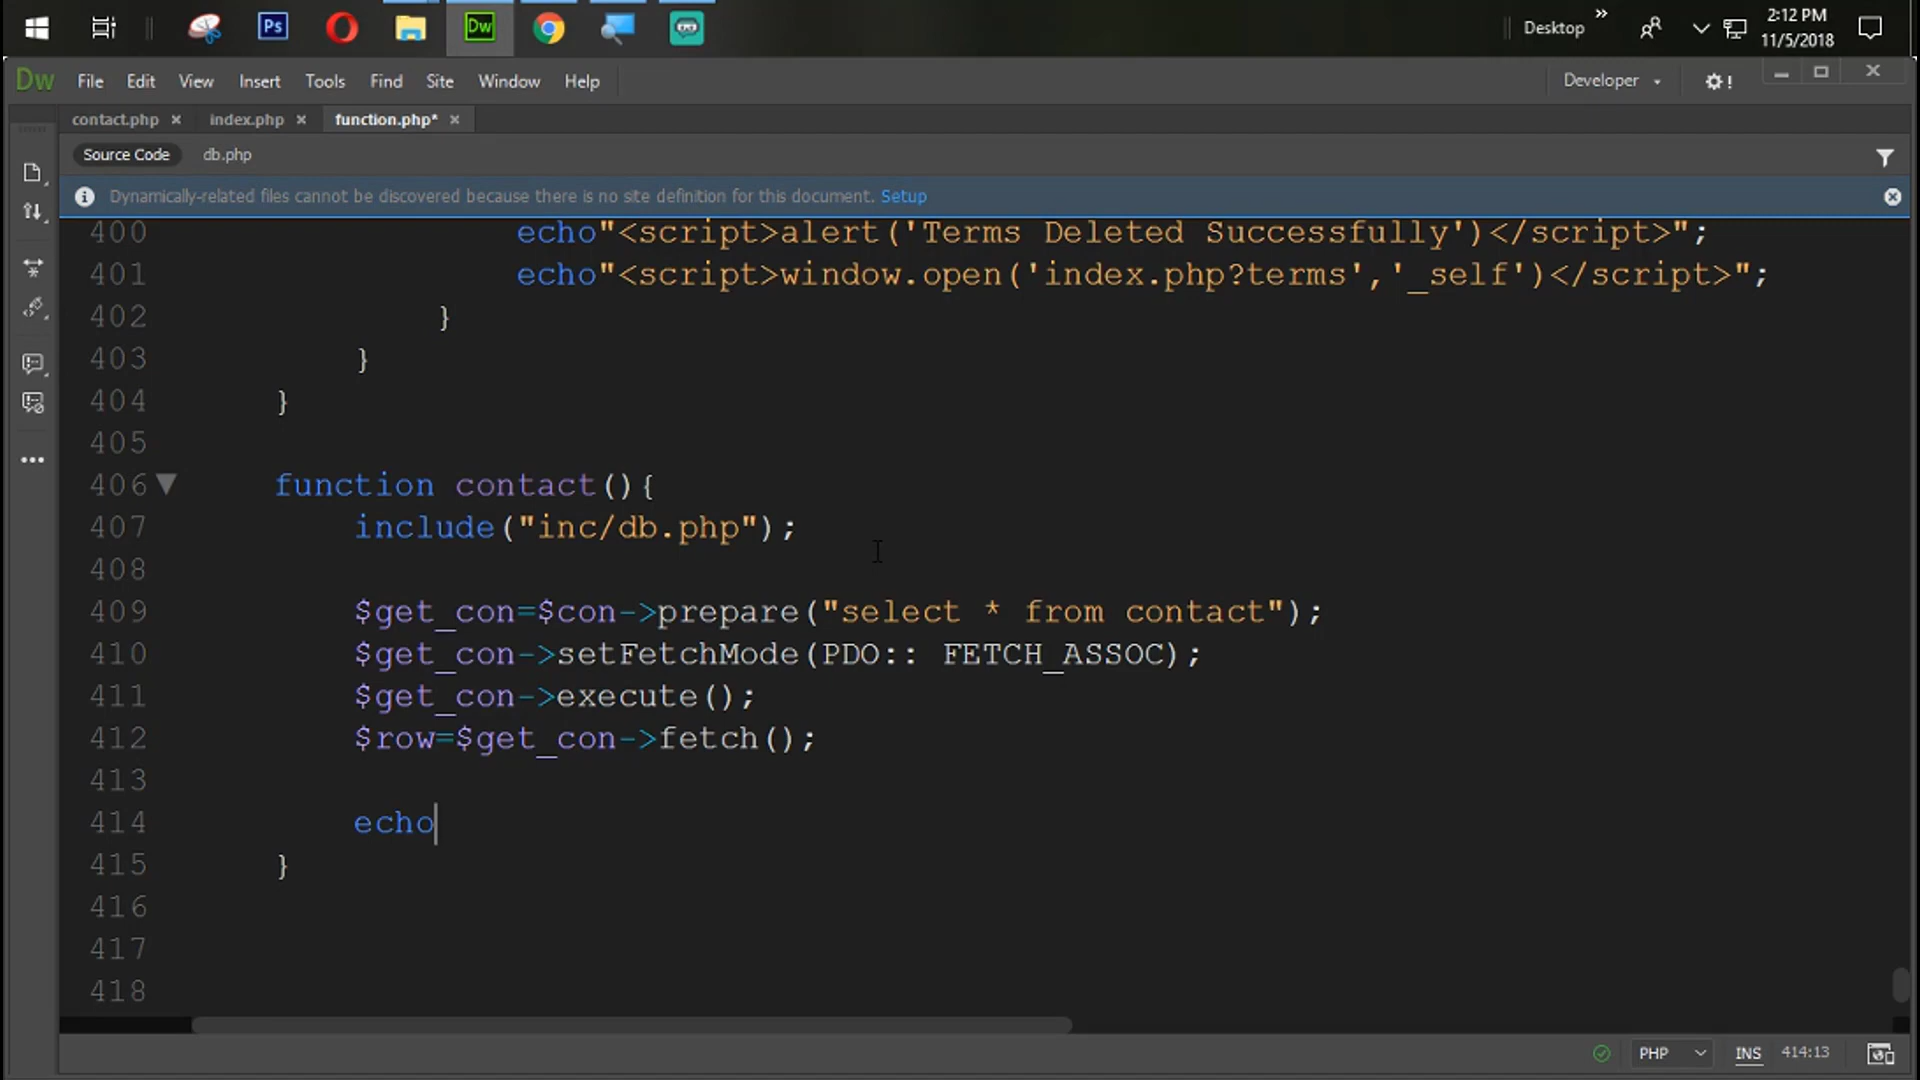 Ps
Dw
Desktop
»
2:12 PM
11/5/2018
Dw File Edit View Insert Tools Find Site Window Help
Developer
!
contact.php × index.php × function.php* ×
Source Code db.php
Dynamically-related files cannot be discovered because there is no site definition for this document. Setup
400 echo"<script>alert('Terms Deleted Successfully')</script>";
401 echo"<script>window.open('index.php?terms','_self')</script>";
402 }
403 }
404 }
405
406 function contact(){
407 include("inc/db.php");
408
409 $get_con=$con->prepare("select * from contact");
410 $get_con->setFetchMode(PDO:: FETCH_ASSOC);
411 $get_con->execute();
412 $row=$get_con->fetch();
413
414 echo
415 }
416
417
418
PHP INS 414:13